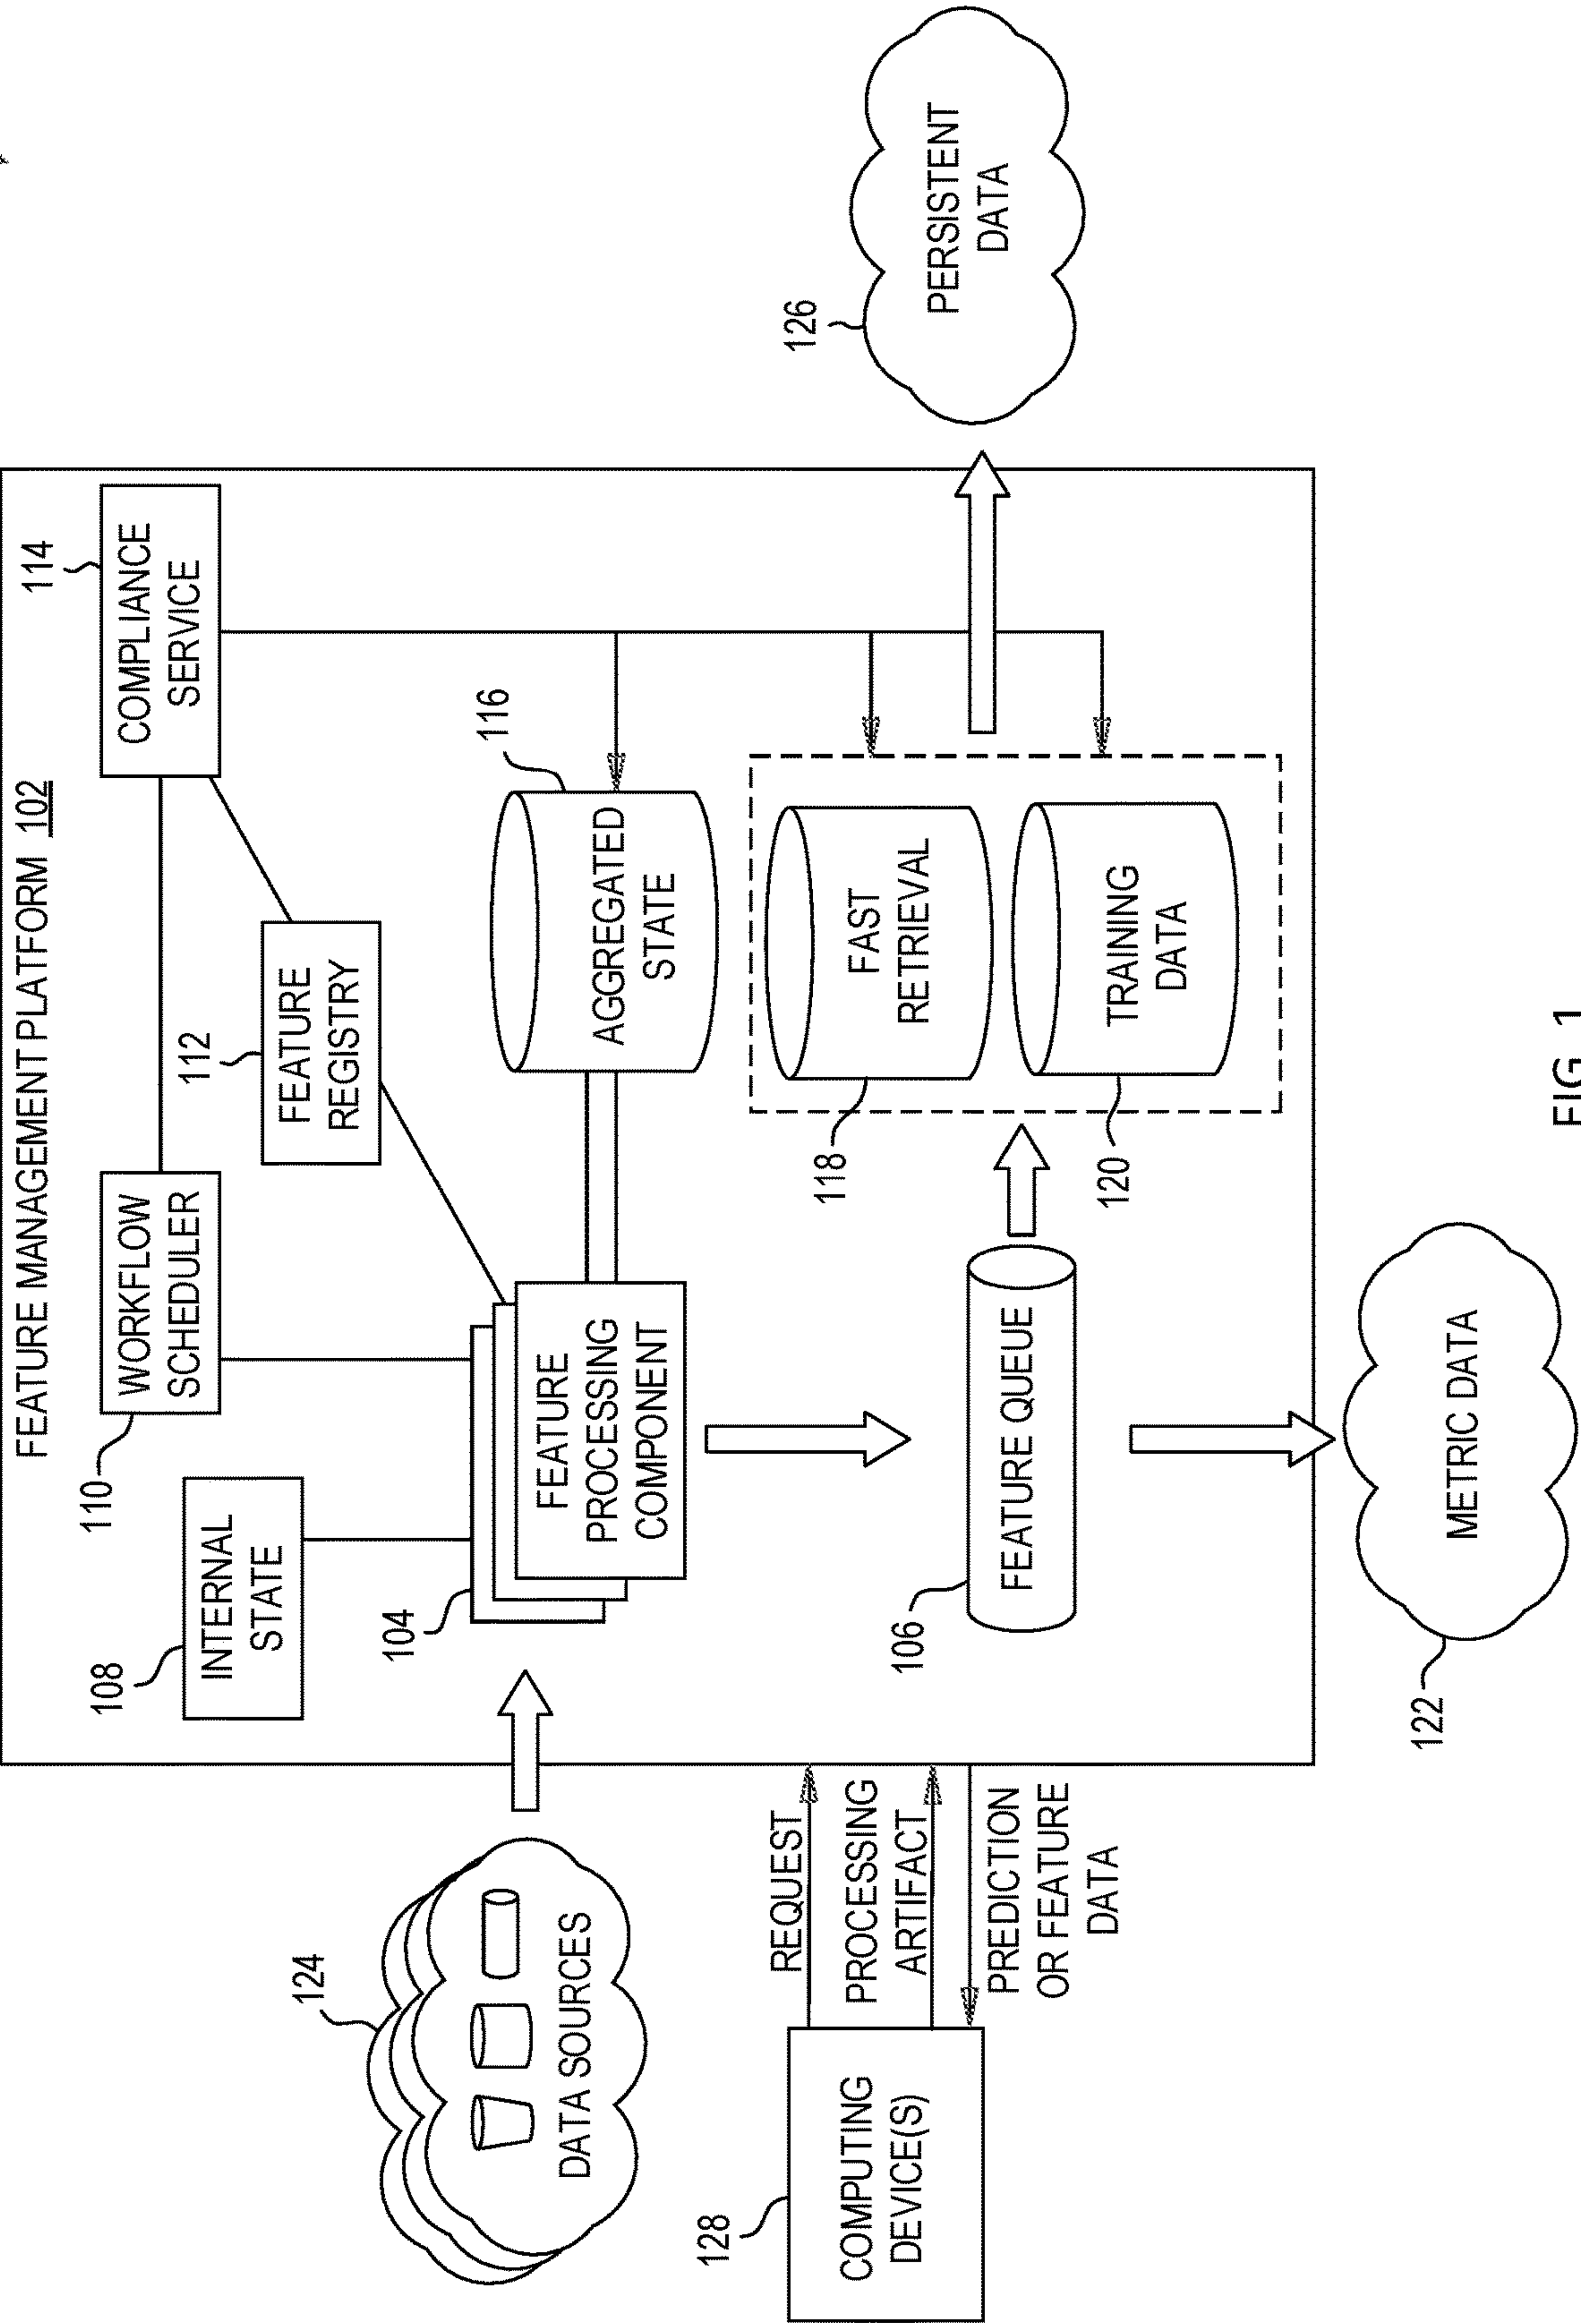 FEATURE MANAGEMENT PLATFORM 102
108
INTERNAL
STATE
110
WORKFLOW
SCHEDULER
112
FEATURE
REGISTRY
114
COMPLIANCE
SERVICE
124
DATA SOURCES
104
FEATURE
PROCESSING
COMPONENT
116
AGGREGATED
STATE
128
COMPUTING
DEVICE(S)
REQUEST
PROCESSING
ARTIFACT
PREDICTION
OR FEATURE
DATA
106
FEATURE QUEUE
118
FAST
RETRIEVAL
120
TRAINING
DATA
126
PERSISTENT
DATA
122
METRIC DATA
FIG. 1